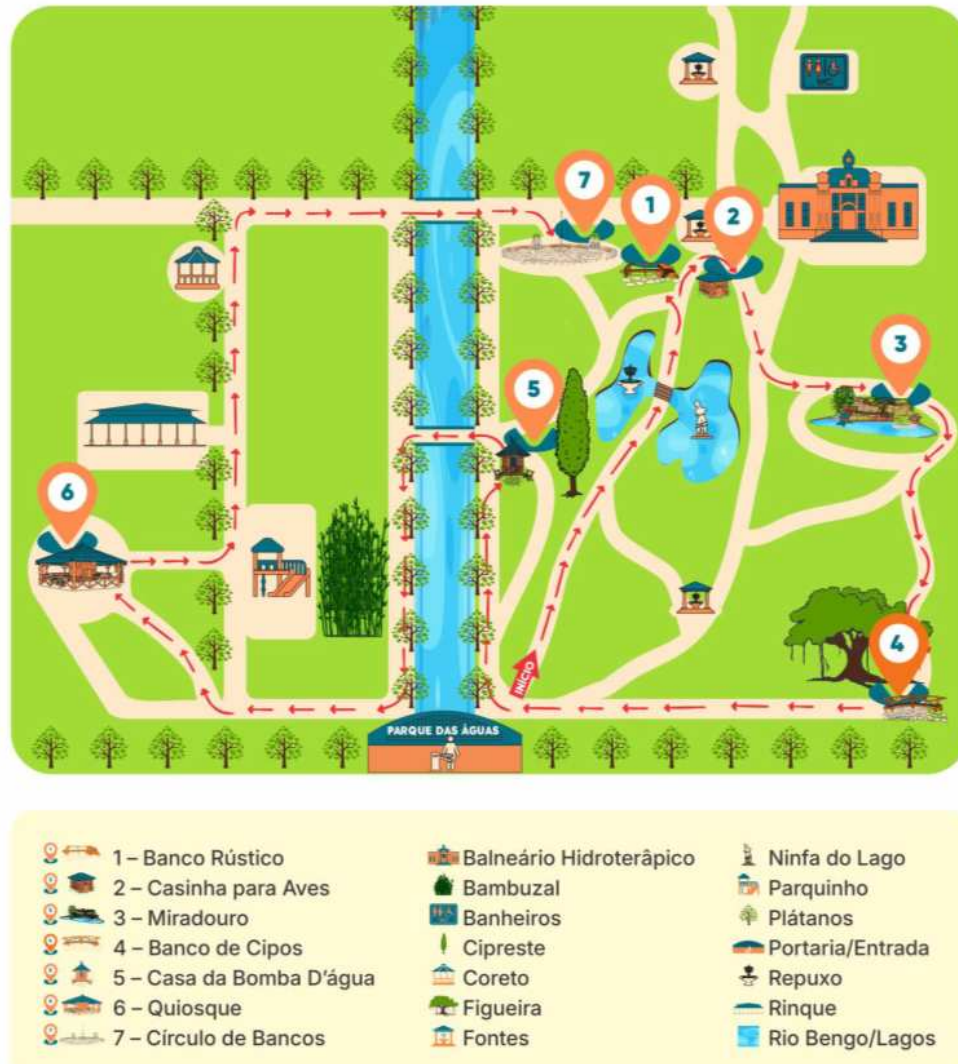 7
1
2
WC
3
5
6
INÍCIO
4
PARQUE DAS ÁGUAS
1 – Banco Rústico
2 – Casinha para Aves
3 – Miradouro
4 – Banco de Cipos
5 – Casa da Bomba D’água
6 – Quiosque
7 – Círculo de Bancos
Balneário Hidroterâpico
Bambuzal
Banheiros
Cipreste
Coreto
Figueira
Fontes
Ninfa do Lago
Parquinho
Plátanos
Portaria/Entrada
Repuxo
Rinque
Rio Bengo/Lagos